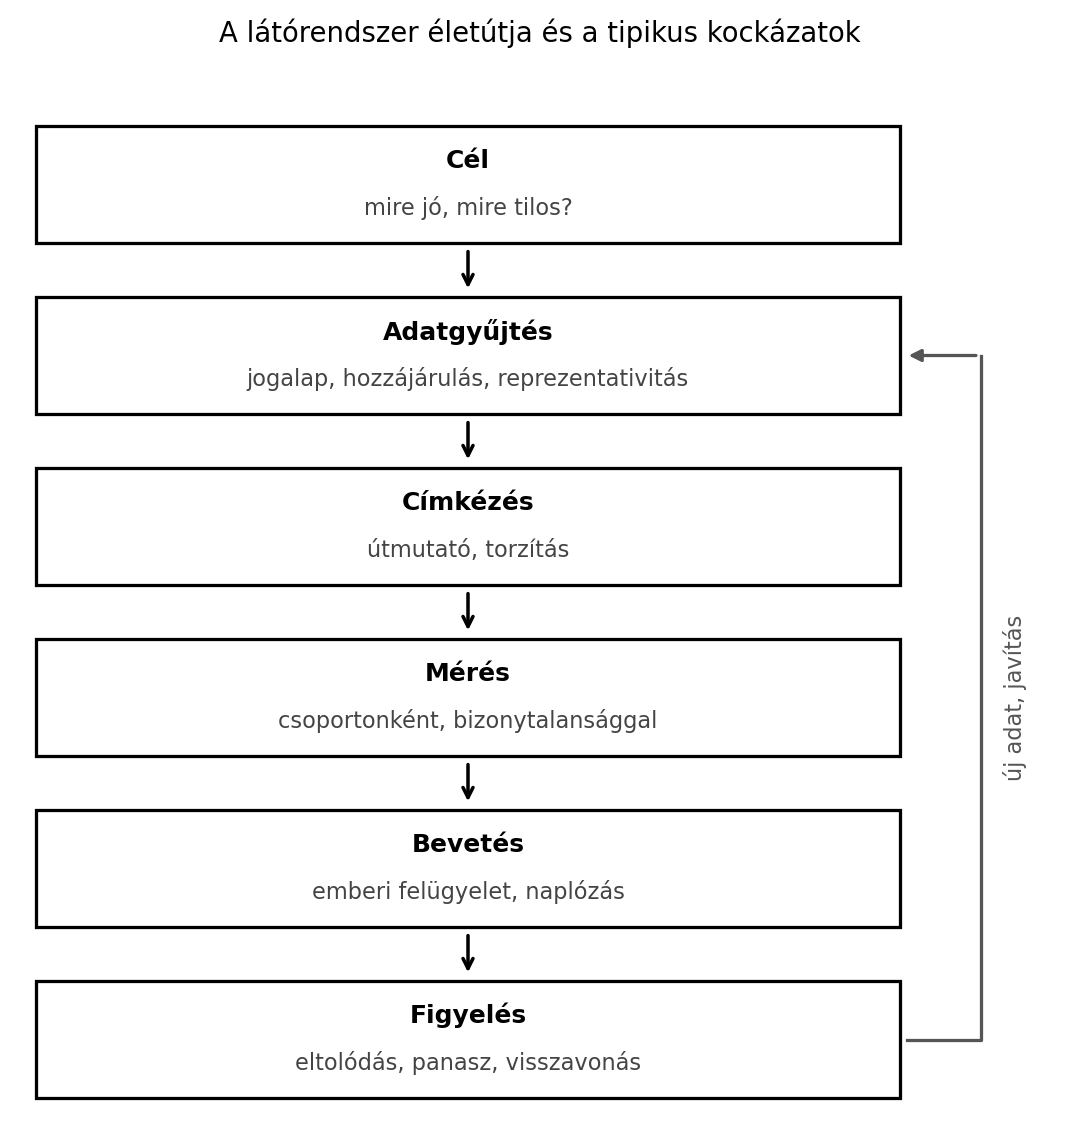 A látórendszer életútja és a tipikus kockázatok
Cél
mire jó, mire tilos?
Adatgyűjtés
jogalap, hozzájárulás, reprezentativitás
Címkézés
útmutató, torzítás
Mérés
csoportonként, bizonytalansággal
Bevetés
emberi felügyelet, naplózás
Figyelés
eltolódás, panasz, visszavonás
új adat, javítás